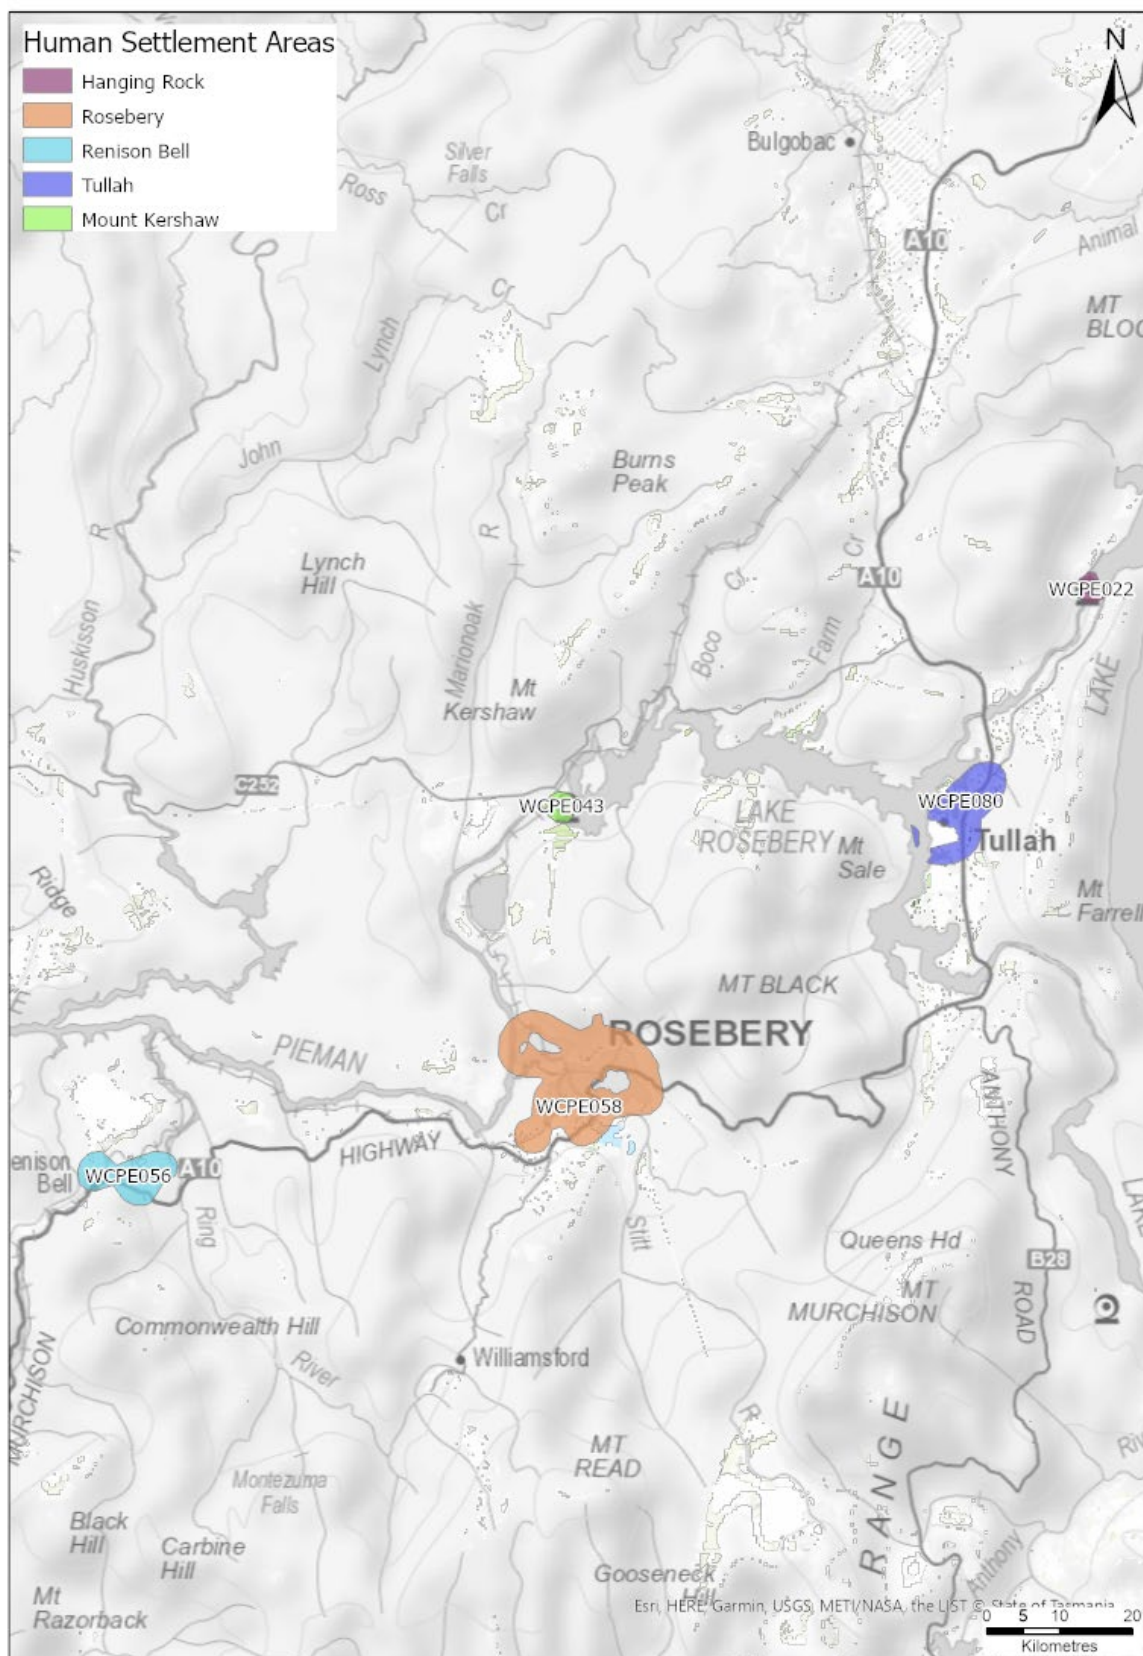 Human Settlement Areas
Hanging Rock
Rosebery
Renison Bell
Tullah
Mount Kershaw
N
Bulgobac
Silver
Falls
Ross
Cr
A10
Animal
Cr
MT
BLOC
Lynch
John
Burns
Peak
R
R
Lynch
Hill
Cr
A10
WCPE022
Huskisson
Marionoak
Boco
Cr
Farm
LAKE
Mt
Kershaw
C252
WCPE043
WCPE080
LAKE
ROSEBERY
Mt
Sale
Tullah
Ridge
Mt
Farrell
MT BLACK
ROSEBERY
PIEMAN
WCPE058
ANTHONY
HIGHWAY
enison
Bell
WCPE056
A10
Ring
Stitt
LAKE
Queens Hd
B28
MT
MURCHISON
ROAD
Commonwealth Hill
River
Williamsford
MURCHISON
R
RANGE
MT
READ
Riv
Montezuma
Falls
Black
Hill
Carbine
Hill
Anthony
Gooseneck
Hill
Mt
Razorback
Esri, HERE, Garmin, USGS, METI/NASA, the LIST © State of Tasmania
0 5 10 20
Kilometres